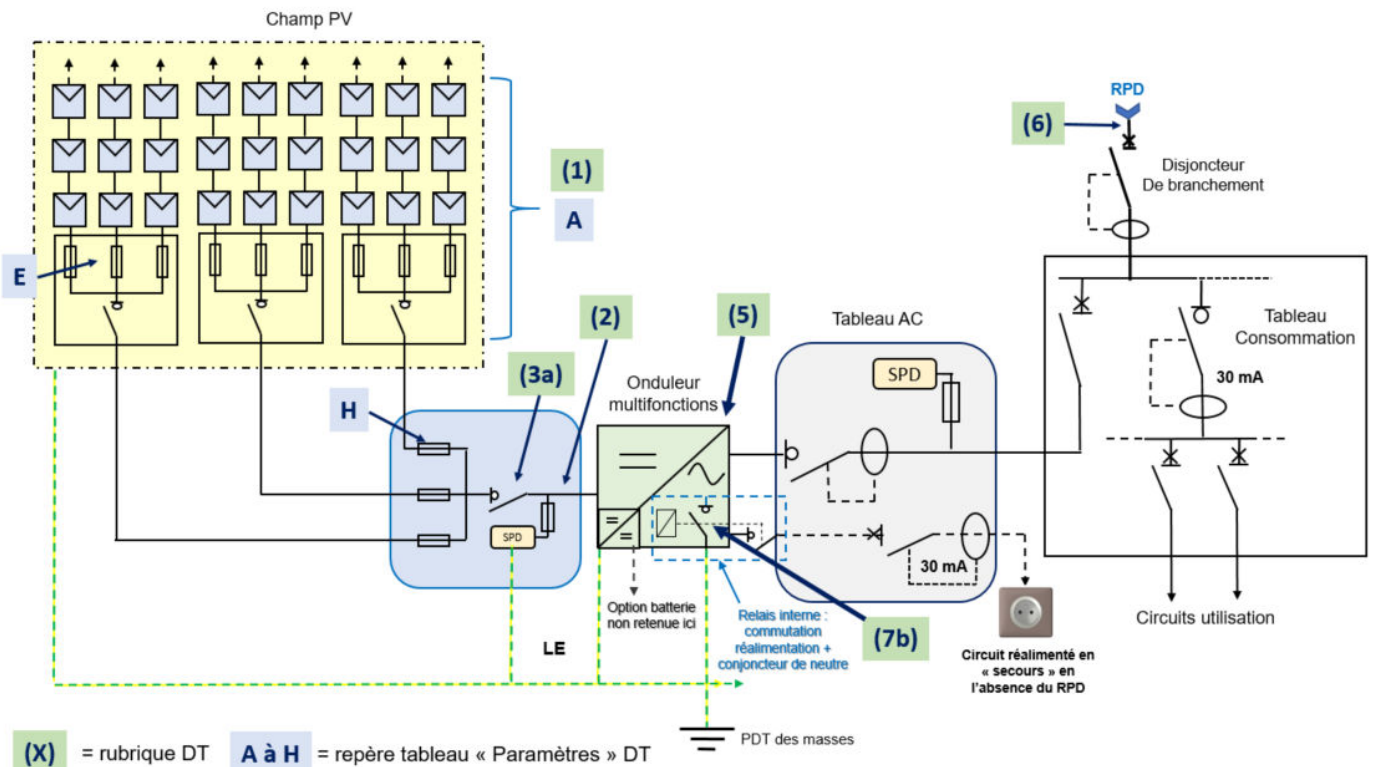 Champ PV
RPD
(6)
Disjoncteur
De branchement
(1)
A
E
(2)
(5)
Tableau AC
Tableau
Consommation
(3a)
Onduleur
multifonctions
SPD
30 mA
H
SPD
30 mA
Option batterie
non retenue ici
Relais interne :
commutation
réalimentation +
conjoncteur de neutre
(7b)
Circuits utilisation
LE
Circuit réalimenté en
« secours » en
l'absence du RPD
PDT des masses
(X) = rubrique DT A à H = repère tableau « Paramètres » DT